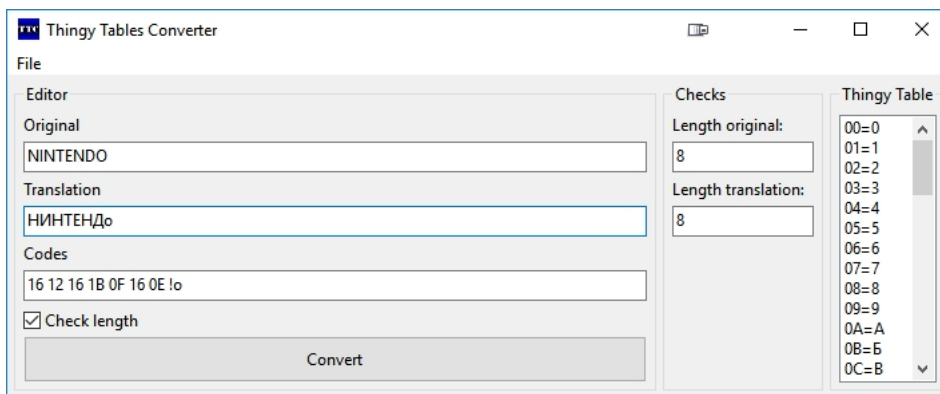 Thingy Tables Converter
File
Editor
Original
NINTENDO
Translation
НИНТЕНДо
Codes
16 12 16 1B 0F 16 0E !o
Check length
Convert
Checks
Length original:
8
Length translation:
8
Thingy Table
00=0
01=1
02=2
03=3
04=4
05=5
06=6
07=7
08=8
09=9
0A=А
0B=Б
0C=В